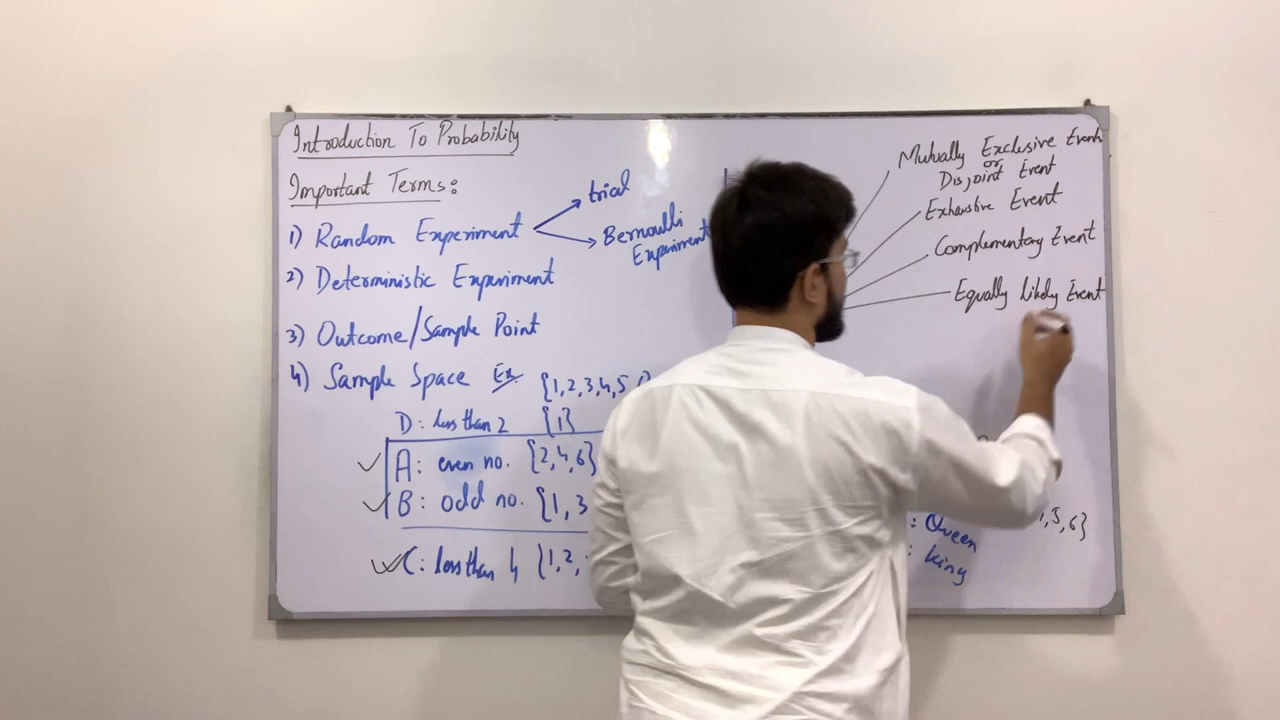 Introduction To Probability
Important Terms:
1) Random Experiment
trial
Bernoulli
Experiment
2) Deterministic Experiment
3) Outcome/Sample Point
4) Sample Space Ex {1,2,3,4,5
D: less than 2 {1}
A: even no. {2,4,6}
B: odd no. {1, 3
C: less than 4 {1,2,
Mutually Exclusive Event
or
Disjoint Event
Exhaustive Event
Complementary Event
Equally Likely Event
,5,6}
: Queen
: king